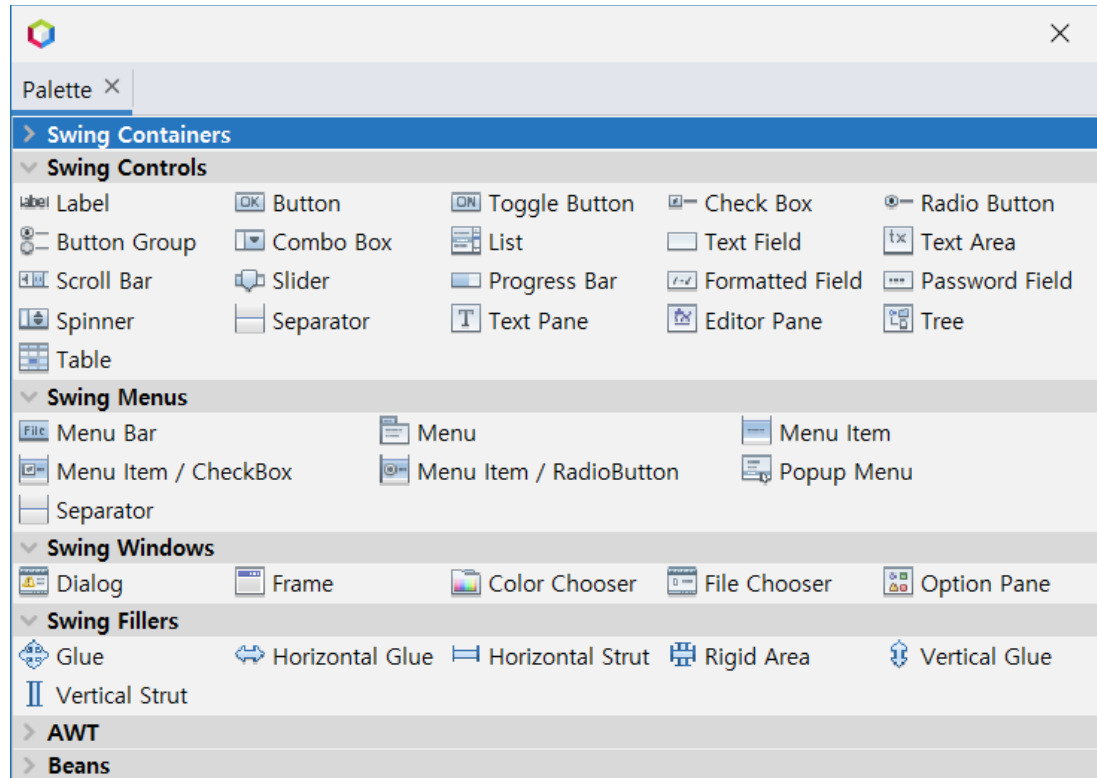 Palette
Swing Containers
Swing Controls
Label Button Toggle Button Check Box Radio Button
Button Group Combo Box List Text Field Text Area
Scroll Bar Slider Progress Bar Formatted Field Password Field
Spinner Separator Text Pane Editor Pane Tree
Table
Swing Menus
Menu Bar Menu Menu Item
Menu Item / CheckBox Menu Item / RadioButton Popup Menu
Separator
Swing Windows
Dialog Frame Color Chooser File Chooser Option Pane
Swing Fillers
Glue Horizontal Glue Horizontal Strut Rigid Area Vertical Glue
Vertical Strut
AWT
Beans